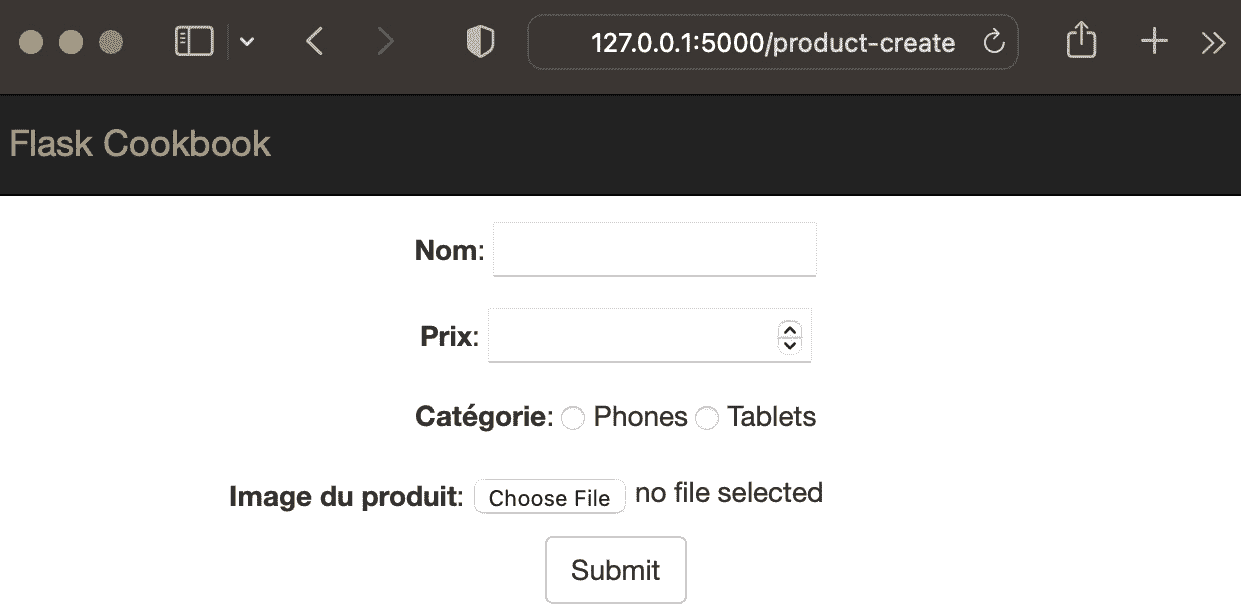 127.0.0.1:5000/product-create
Flask Cookbook
Nom:
Prix:
Catégorie: Phones Tablets
Image du produit: Choose File no file selected
Submit